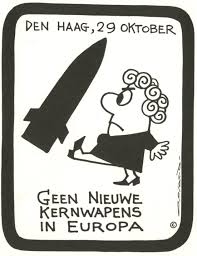 DEN HAAG, 29 OKTOBER
©
GEEN NIEUWE
KERNWAPENS
IN EUROPA